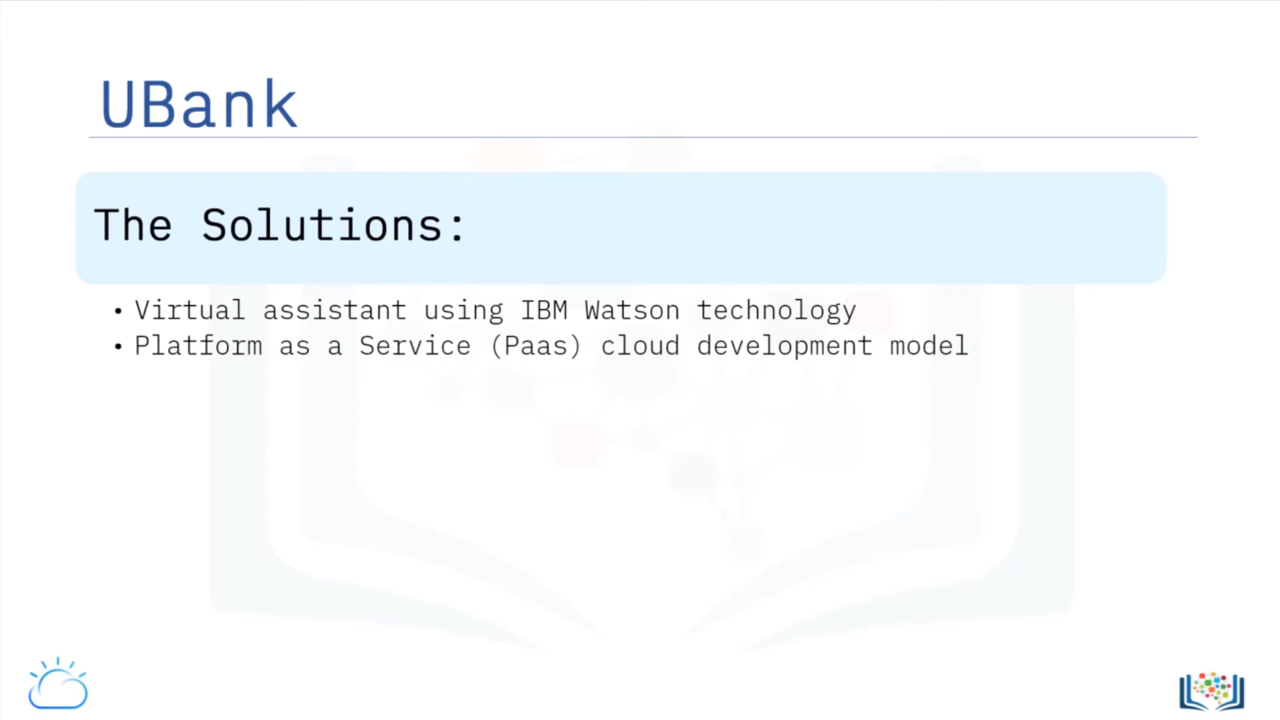 UBank
The Solutions:
• Virtual assistant using IBM Watson technology
• Platform as a Service (Paas) cloud development model